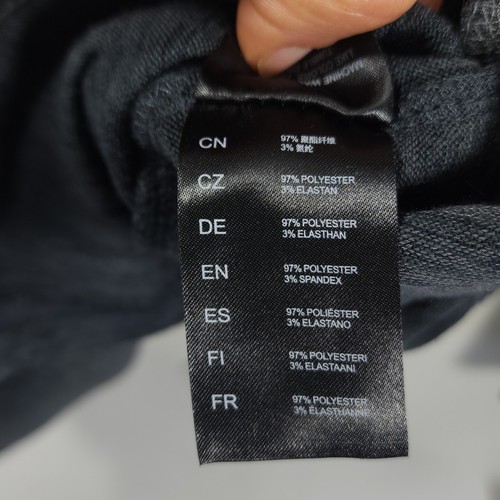 CN 97% 聚酯纤维
3% 氨纶
CZ 97% POLYESTER
3% ELASTAN
DE 97% POLYESTER
3% ELASTHAN
EN 97% POLYESTER
3% SPANDEX
ES 97% POLIÉSTER
3% ELASTANO
FI 97% POLYESTERI
3% ELASTAANI
FR 97% POLYESTER
3% ÉLASTHANNE